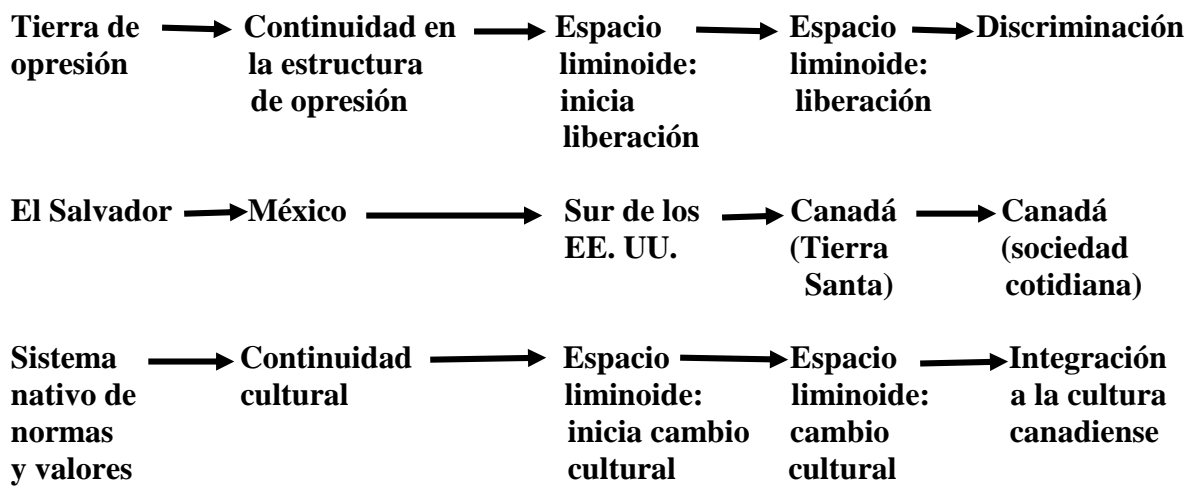 Tierra de opresión
Continuidad en la estructura de opresión
Espacio liminoide: inicia liberación
Espacio liminoide: liberación
Discriminación
El Salvador
México
Sur de los EE. UU.
Canadá (Tierra Santa)
Canadá (sociedad cotidiana)
Sistema nativo de normas y valores
Continuidad cultural
Espacio liminoide: inicia cambio cultural
Espacio liminoide: cambio cultural
Integración a la cultura canadiense